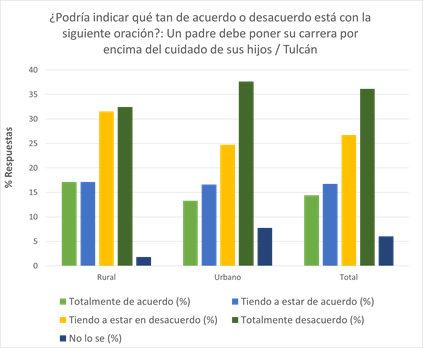 ¿Podría indicar qué tan de acuerdo o desacuerdo está con la
siguiente oración?: Un padre debe poner su carrera por
encima del cuidado de sus hijos / Tulcán
% Respuestas
40
35
30
25
20
15
10
5
0
Rural
Urbano
Total
Totalmente de acuerdo (%)
Tiendo a estar de acuerdo (%)
Tiendo a estar en desacuerdo (%)
Totalmente desacuerdo (%)
No lo se (%)